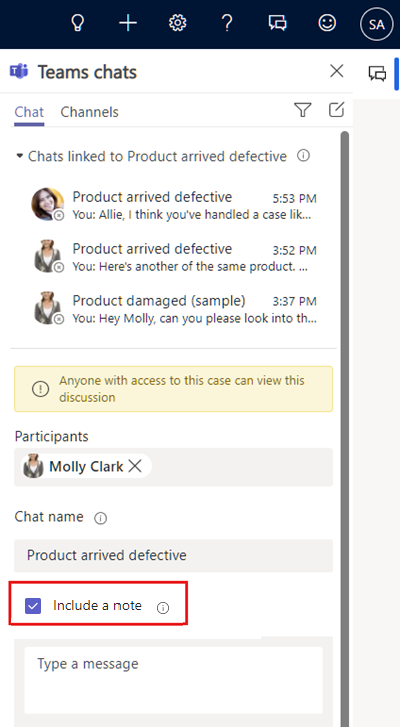 SA
Teams chats
Chat Channels
Chats linked to Product arrived defective
Product arrived defective 5:53 PM
You: Allie, I think you've handled a case lik...
Product arrived defective 3:52 PM
You: Here's another of the same product. ...
Product damaged (sample) 3:37 PM
You: Hey Molly, can you please look into th...
Anyone with access to this case can view this
discussion
Participants
Molly Clark
Chat name
Product arrived defective
Include a note
Type a message